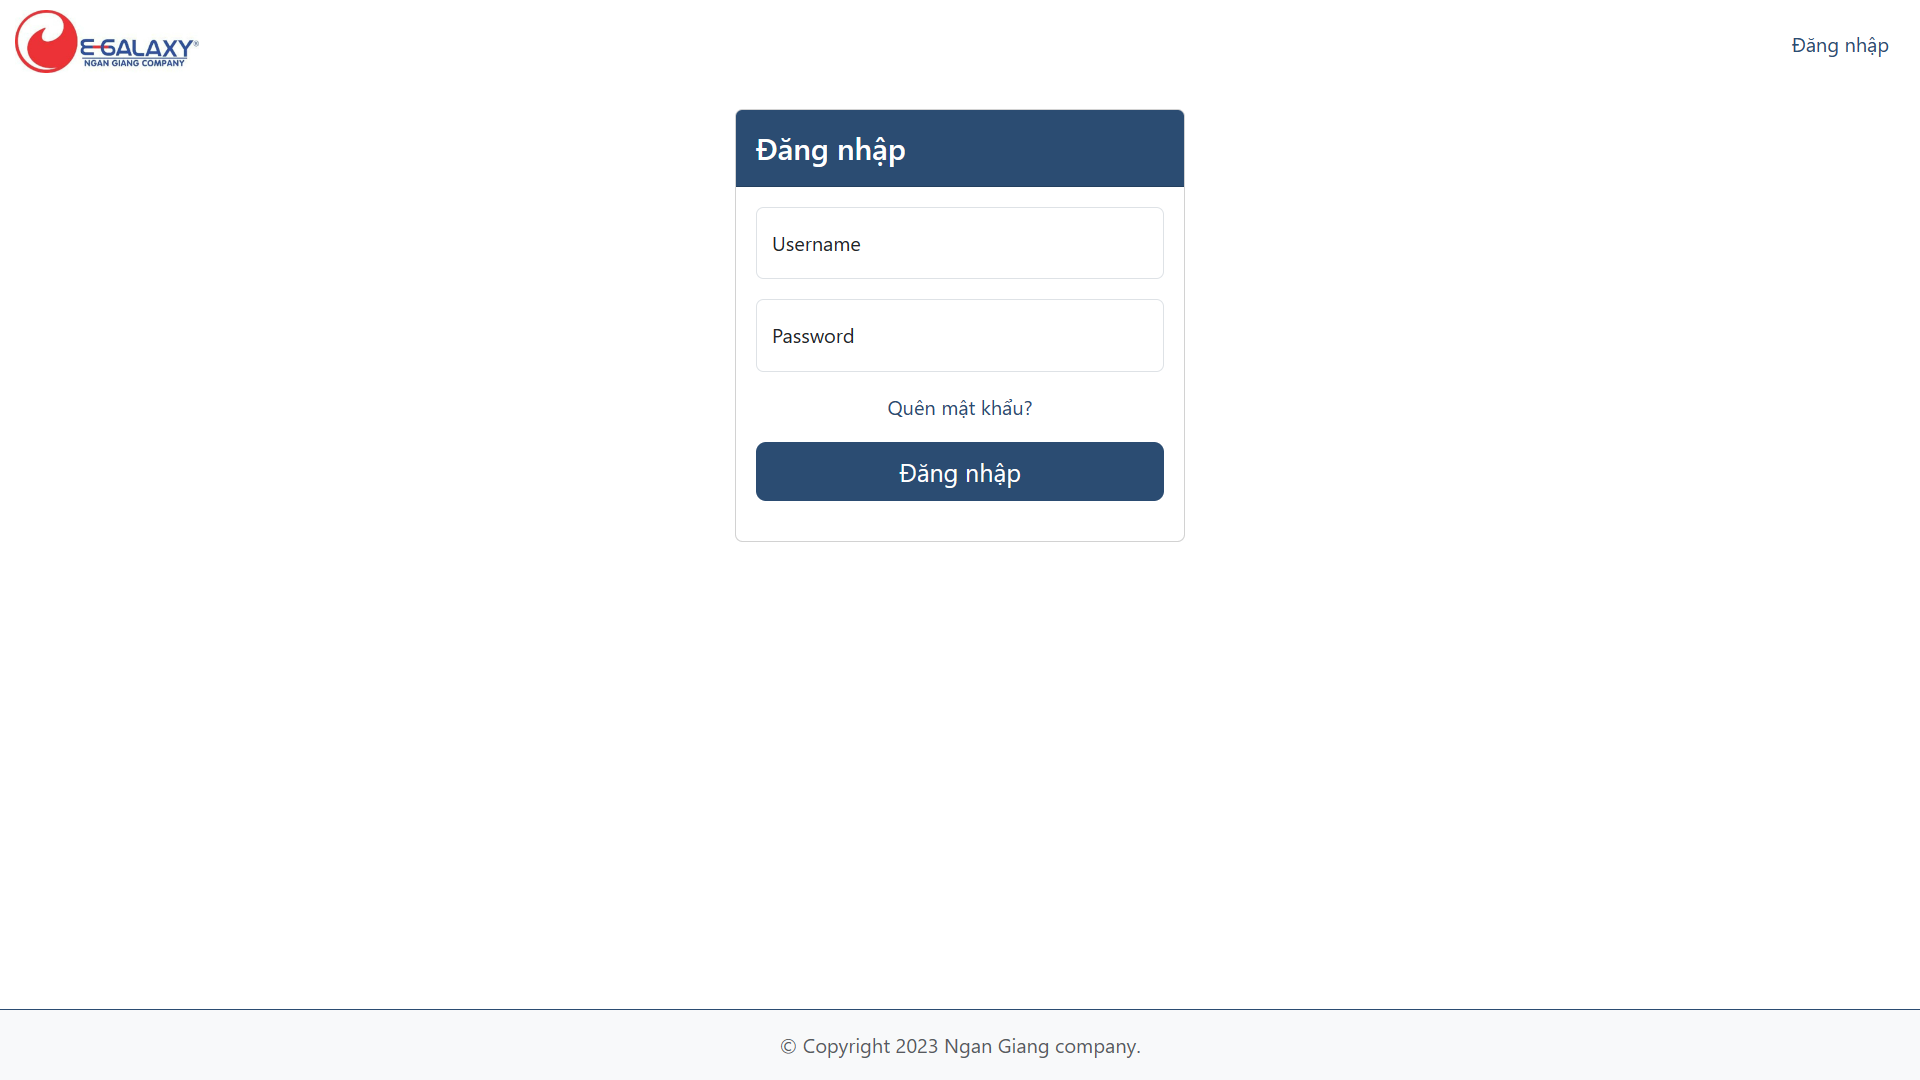 E-GALAXY®
NGAN GIANG COMPANY
Đăng nhập
Đăng nhập
Username
Password
Quên mật khẩu?
Đăng nhập
© Copyright 2023 Ngan Giang company.